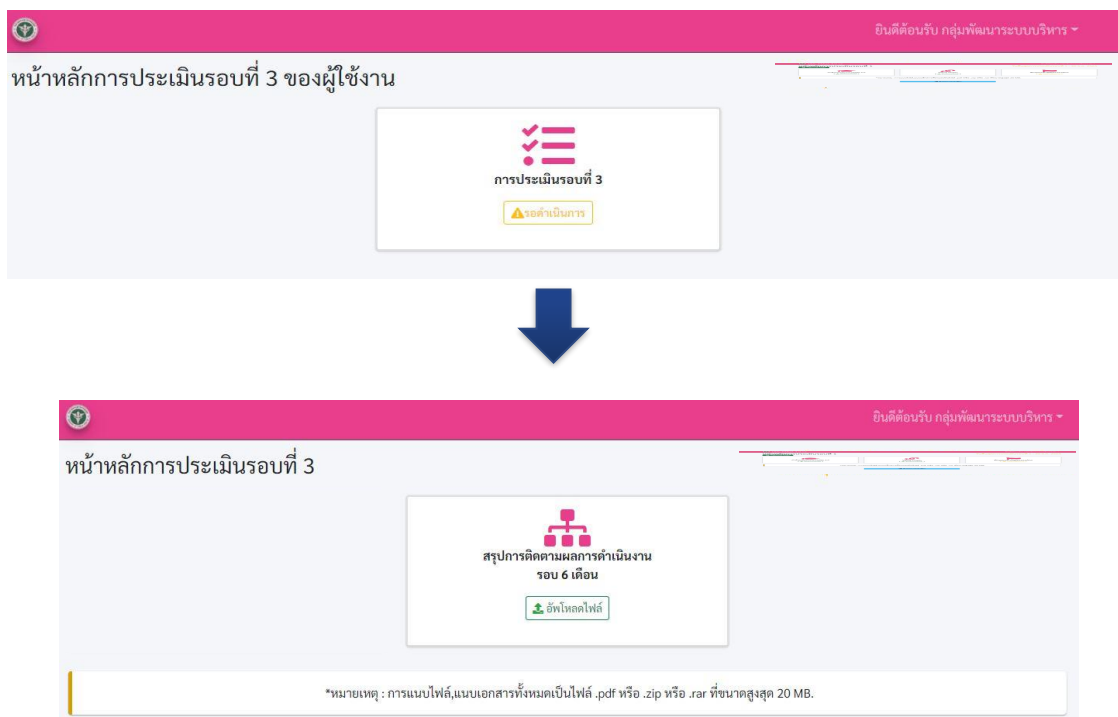 ยินดีต้อนรับ กลุ่มพัฒนาระบบบริหาร
หน้าหลักการประเมินรอบที่ 3 ของผู้ใช้งาน
การประเมินรอบที่ 3
รอดำเนินการ
ยินดีต้อนรับ กลุ่มพัฒนาระบบบริหาร
หน้าหลักการประเมินรอบที่ 3
สรุปการติดตามผลการดำเนินงาน
รอบ 6 เดือน
อัพโหลดไฟล์
*หมายเหตุ : การแนบไฟล์,แนบเอกสารทั้งหมดเป็นไฟล์ .pdf หรือ .zip หรือ .rar ที่ขนาดสูงสุด 20 MB.